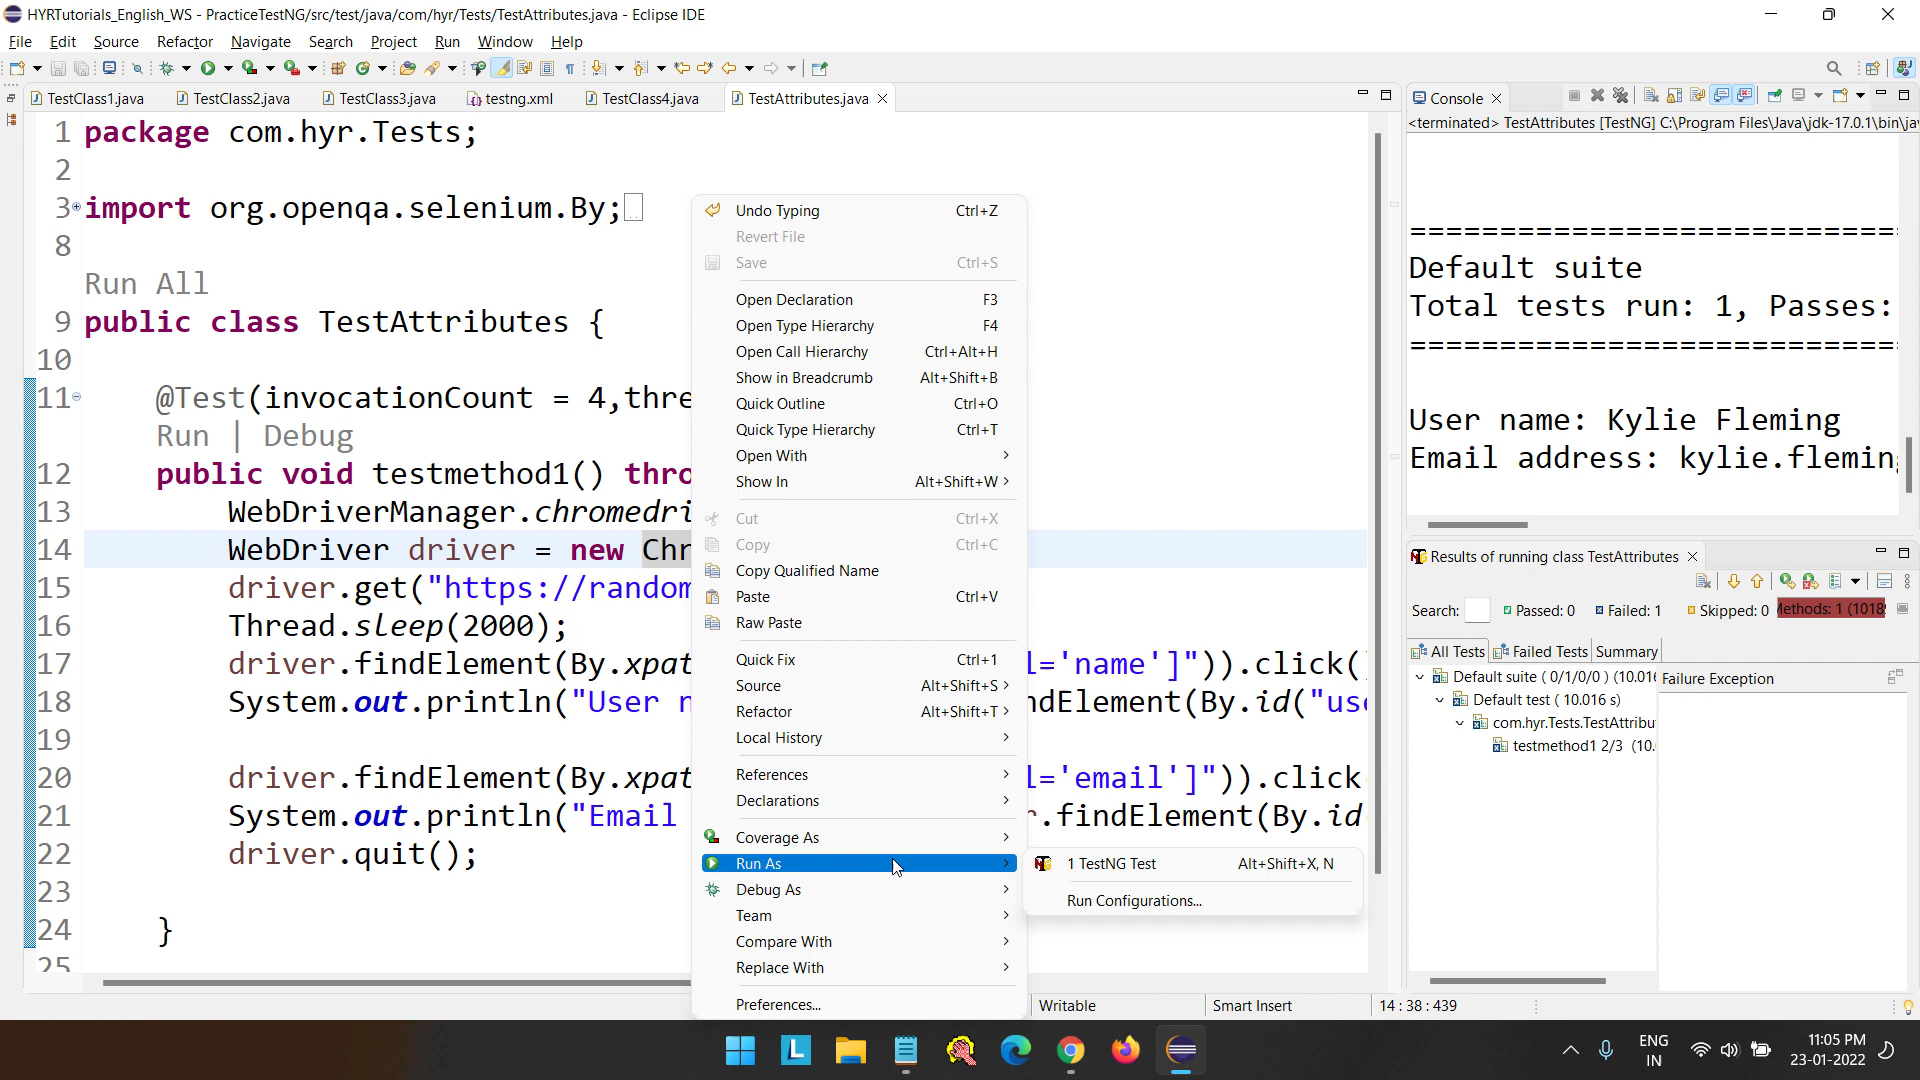 HYRTutorials_English_WS - PracticeTestNG/src/test/java/com/hyr/Tests/TestAttributes.java - Eclipse IDE
File Edit Source Refactor Navigate Search Project Run Window Help
TestClass1.java TestClass2.java TestClass3.java testng.xml TestClass4.java TestAttributes.java
1 package com.hyr.Tests;
2
3 import org.openqa.selenium.By;
8
Run All
9 public class TestAttributes {
10
11 @Test(invocationCount = 4,thre
Run | Debug
12 public void testmethod1() thro
13 WebDriverManager.chromedri
14 WebDriver driver = new Chr
15 driver.get("https://random
16 Thread.sleep(2000);
17 driver.findElement(By.xpat l='name']")).click()
18 System.out.println("User n ndElement(By.id("us
19
20 driver.findElement(By.xpat l='email']")).click
21 System.out.println("Email r.findElement(By.id
22 driver.quit();
23
24 }
25
Undo Typing Ctrl+Z
Revert File
Save Ctrl+S
Open Declaration F3
Open Type Hierarchy F4
Open Call Hierarchy Ctrl+Alt+H
Show in Breadcrumb Alt+Shift+B
Quick Outline Ctrl+O
Quick Type Hierarchy Ctrl+T
Open With
Show In Alt+Shift+W
Cut Ctrl+X
Copy Ctrl+C
Copy Qualified Name
Paste Ctrl+V
Raw Paste
Quick Fix Ctrl+1
Source Alt+Shift+S
Refactor Alt+Shift+T
Local History
References
Declarations
Coverage As
Run As
Debug As
Team
Compare With
Replace With
Preferences...
1 TestNG Test Alt+Shift+X, N
Run Configurations...
Console
<terminated> TestAttributes [TestNG] C:\Program Files\Java\jdk-17.0.1\bin\jav
===========================
Default suite
Total tests run: 1, Passes:
===========================
User name: Kylie Fleming
Email address: kylie.fleming
Results of running class TestAttributes
Search: Passed: 0 Failed: 1 Skipped: 0 Methods: 1 (1018
All Tests Failed Tests Summary
Default suite ( 0/1/0/0 ) (10.016
Default test ( 10.016 s)
com.hyr.Tests.TestAttribu
testmethod1 2/3 (10.
Failure Exception
Writable Smart Insert 14 : 38 : 439
L
ENG
IN
11:05 PM
23-01-2022